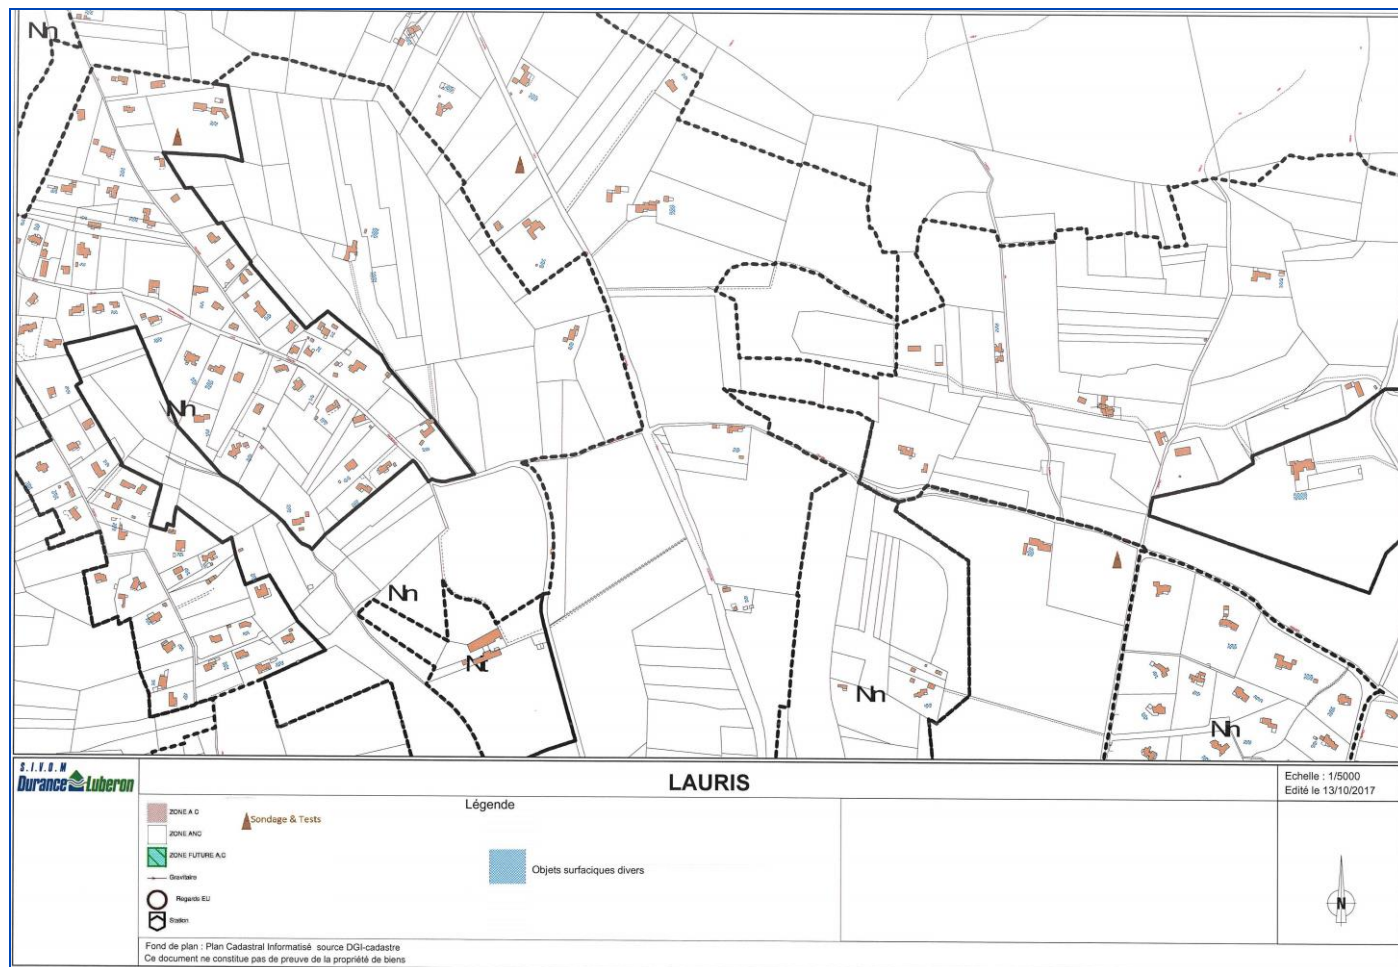 Nh
Nh
Nh
Nt
Nh
Nh
S.I.V.O.M
Durance Luberon
LAURIS
Echelle : 1/5000
Edité le 13/10/2017
Légende
ZONE A C
Sondage & Tests
ZONE ANC
ZONE FUTURE A.C
Objets surfaciques divers
Gravitaire
Regards EU
Station
N
Fond de plan : Plan Cadastral Informatisé source DGI-cadastre
Ce document ne constitue pas de preuve de la propriété de biens